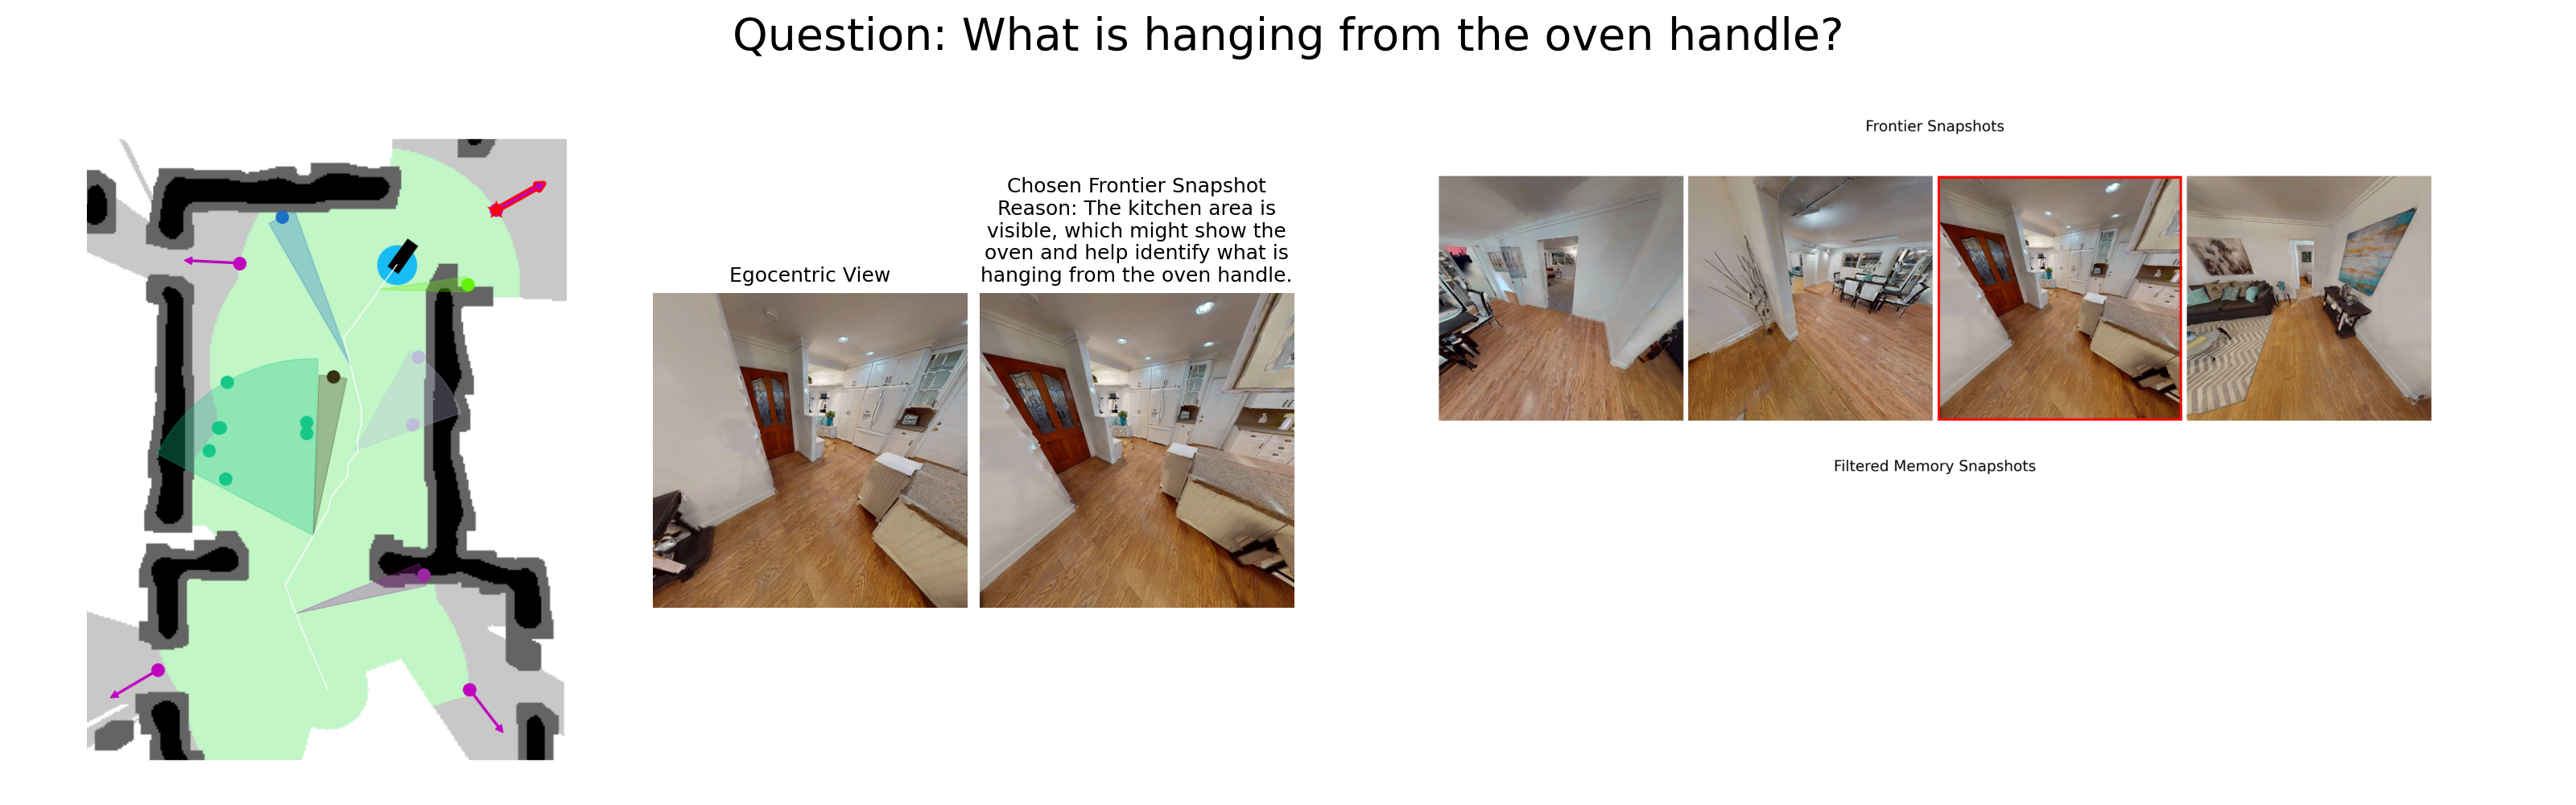 Question: What is hanging from the oven handle?
Frontier Snapshots
Chosen Frontier Snapshot
Reason: The kitchen area is
visible, which might show the
oven and help identify what is
hanging from the oven handle.
Egocentric View
Filtered Memory Snapshots